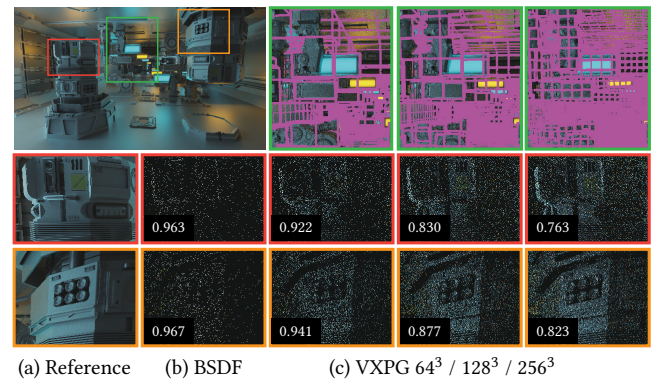 0.963
0.922
0.830
0.763
0.967
0.941
0.877
0.823
(a) Reference
(b) BSDF
(c) VXPG 64³ / 128³ / 256³